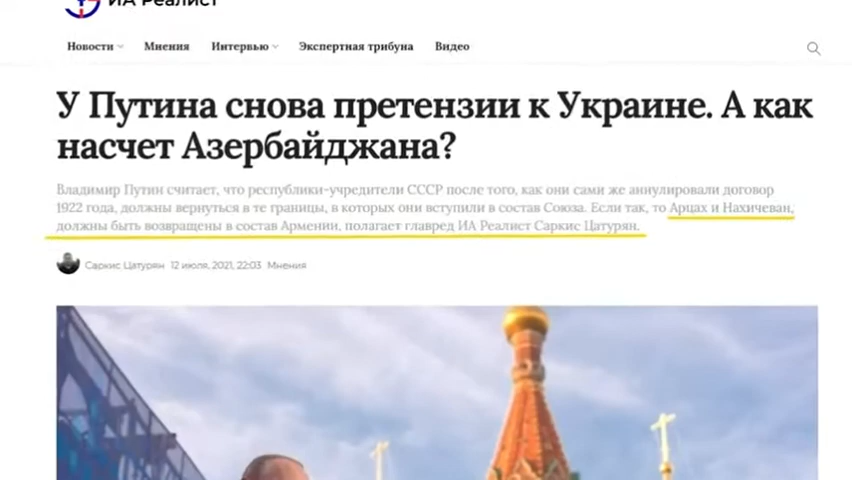 ИА Реалист
Новости Мнения Интервью Экспертная трибуна Видео
У Путина снова претензии к Украине. А как
насчет Азербайджана?
Владимир Путин считает, что республики-учредители СССР после того, как они сами же аннулировали договор
1922 года, должны вернуться в те границы, в которых они вступили в состав Союза. Если так, то Арцах и Нахичеван,
должны быть возвращены в состав Армении, полагает главред ИА Реалист Саркис Цатурян.
Саркис Цатурян 12 июля, 2021, 22:03 Мнения